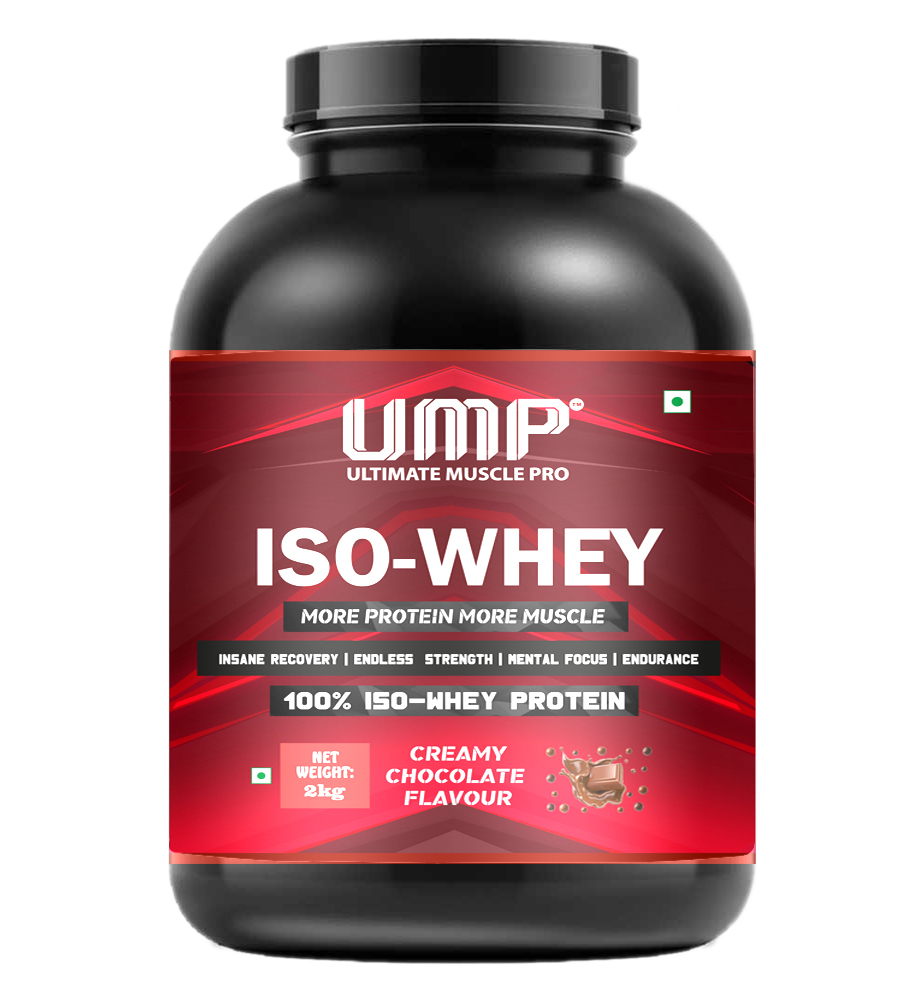 UMP™
ULTIMATE MUSCLE PRO
ISO-WHEY
MORE PROTEIN MORE MUSCLE
INSANE RECOVERY | ENDLESS STRENGTH | MENTAL FOCUS | ENDURANCE
100% ISO-WHEY PROTEIN
NET
WEIGHT:
2kg
CREAMY
CHOCOLATE
FLAVOUR